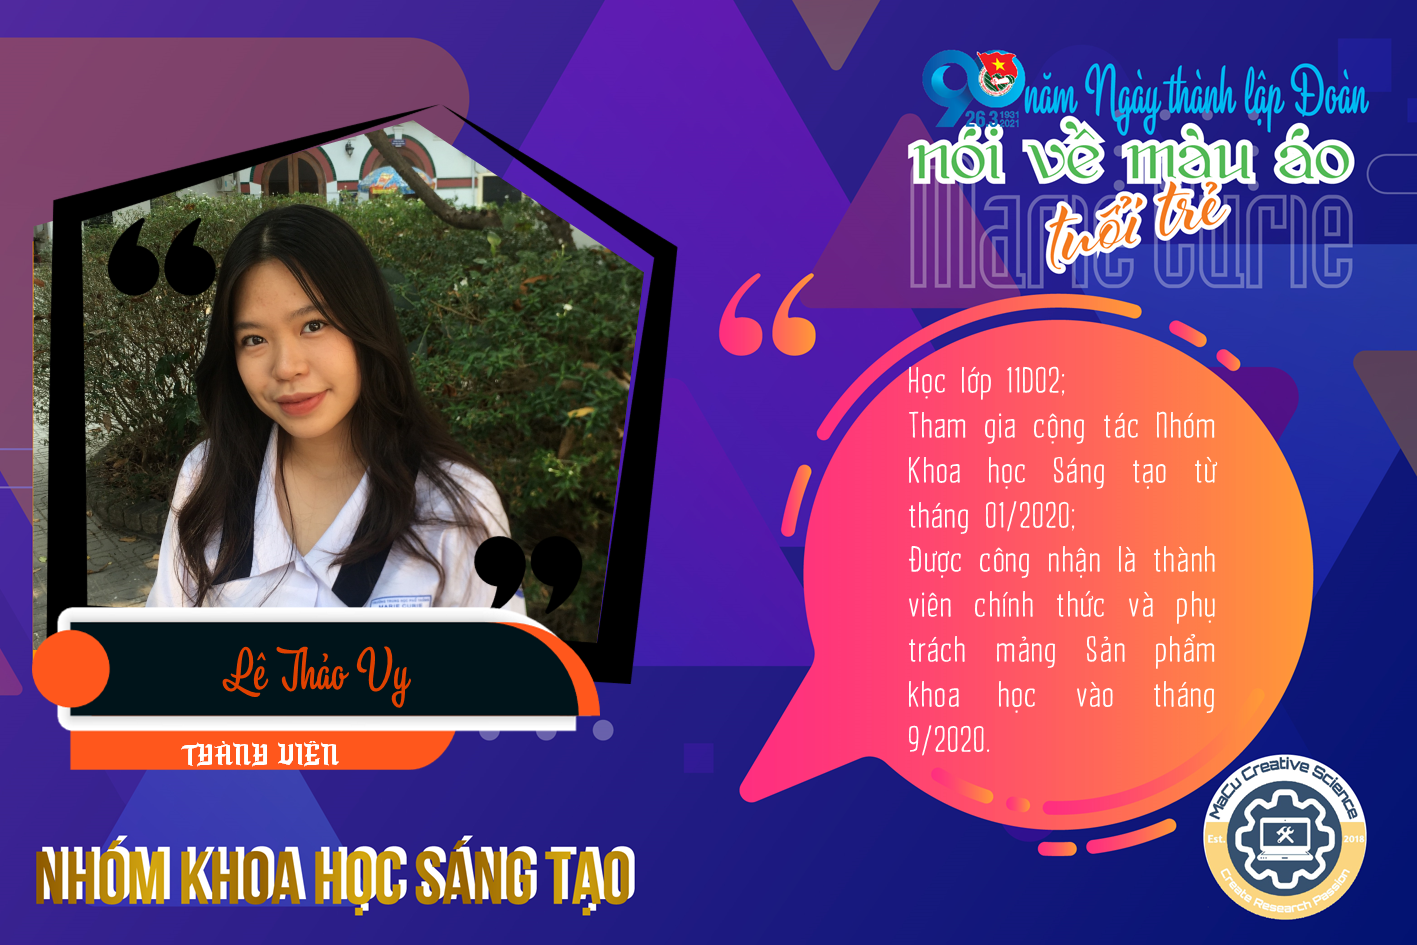 90 năm Ngày thành lập Đoàn
26.3 1931 2021
nói về màu áo
tuổi trẻ
Marie Curie
Học lớp 11D02;
Tham gia cộng tác Nhóm
Khoa học Sáng tạo từ
tháng 01/2020;
Được công nhận là thành
viên chính thức và phụ
trách mảng Sản phẩm
khoa học vào tháng
9/2020.
MARIE CURIE
Lê Thảo Vy
THÀNH VIÊN
NHÓM KHOA HỌC SÁNG TẠO
MaCu Creative Science
Est. 2018
Create Research Passion